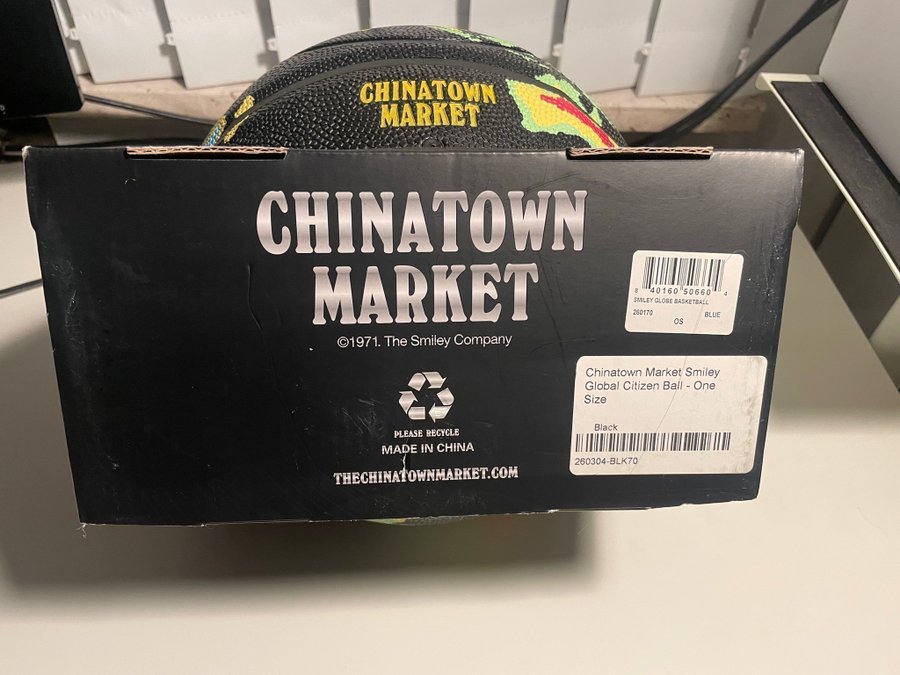 CHINATOWN
MARKET
CHINATOWN
MARKET
©1971. The Smiley Company
PLEASE RECYCLE
MADE IN CHINA
THECHINATOWNMARKET.COM
8 40160 50660 4
SMILEY GLOBE BASKETBALL
260170 OS BLUE
Chinatown Market Smiley
Global Citizen Ball - One
Size
Black
260304-BLK70